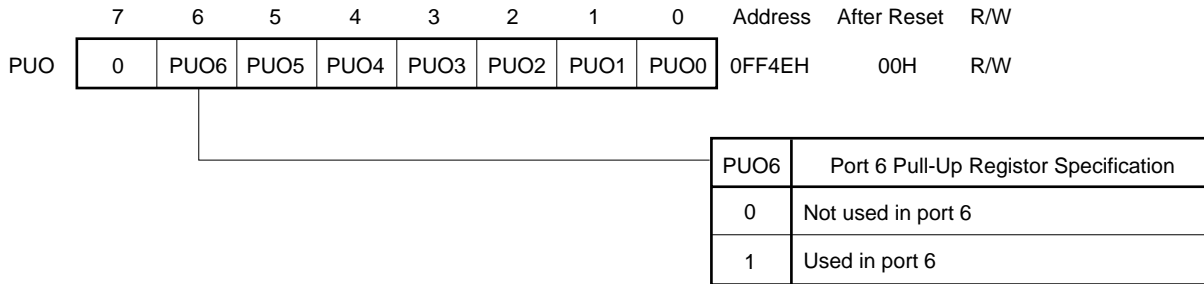 7 6 5 4 3 2 1 0 Address After Reset R/W
PUO 0 PUO6 PUO5 PUO4 PUO3 PUO2 PUO1 PUO0 0FF4EH 00H R/W
PUO6 Port 6 Pull-Up Registor Specification
0 Not used in port 6
1 Used in port 6